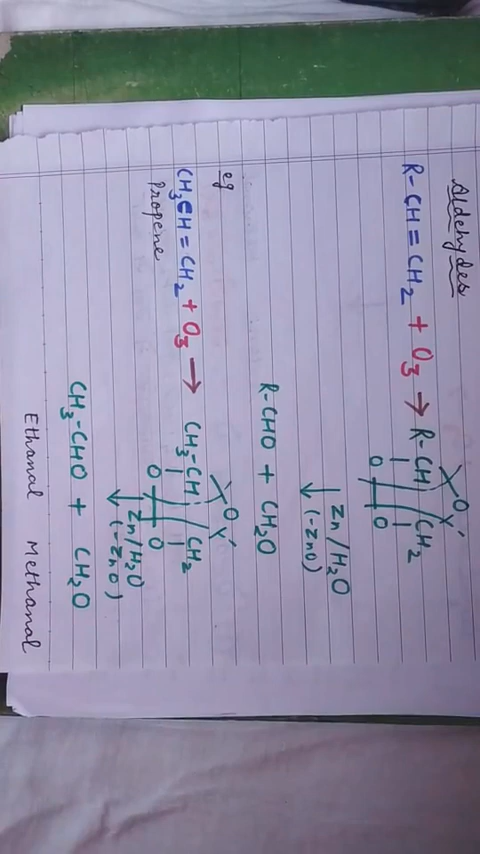 Aldehydes
R-CH=CH2 + O3 → R-CH CH2
O
O O
↓ Zn/H2O
(-ZnO)
R-CHO + CH2O
eg
CH3CH=CH2 + O3 → CH3-CH CH2
Propene
O
O O
↓ Zn/H2O
(-ZnO)
CH3-CHO + CH2O
Ethanal Methanal